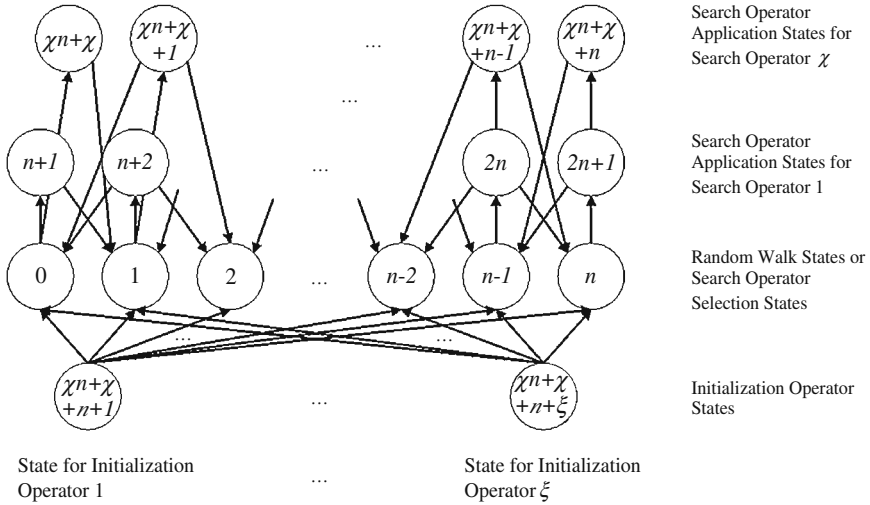 χn+χ
χn+χ
+1
...
χn+χ
+n-1
χn+χ
+n
Search Operator
Application States for
Search Operator χ
...
n+1
n+2
...
2n
2n+1
Search Operator
Application States for
Search Operator 1
0
1
2
...
n-2
n-1
n
Random Walk States or
Search Operator
Selection States
...
...
χn+χ
+n+1
...
χn+χ
+n+ξ
Initialization Operator
States
State for Initialization
Operator 1
...
State for Initialization
Operator ξ